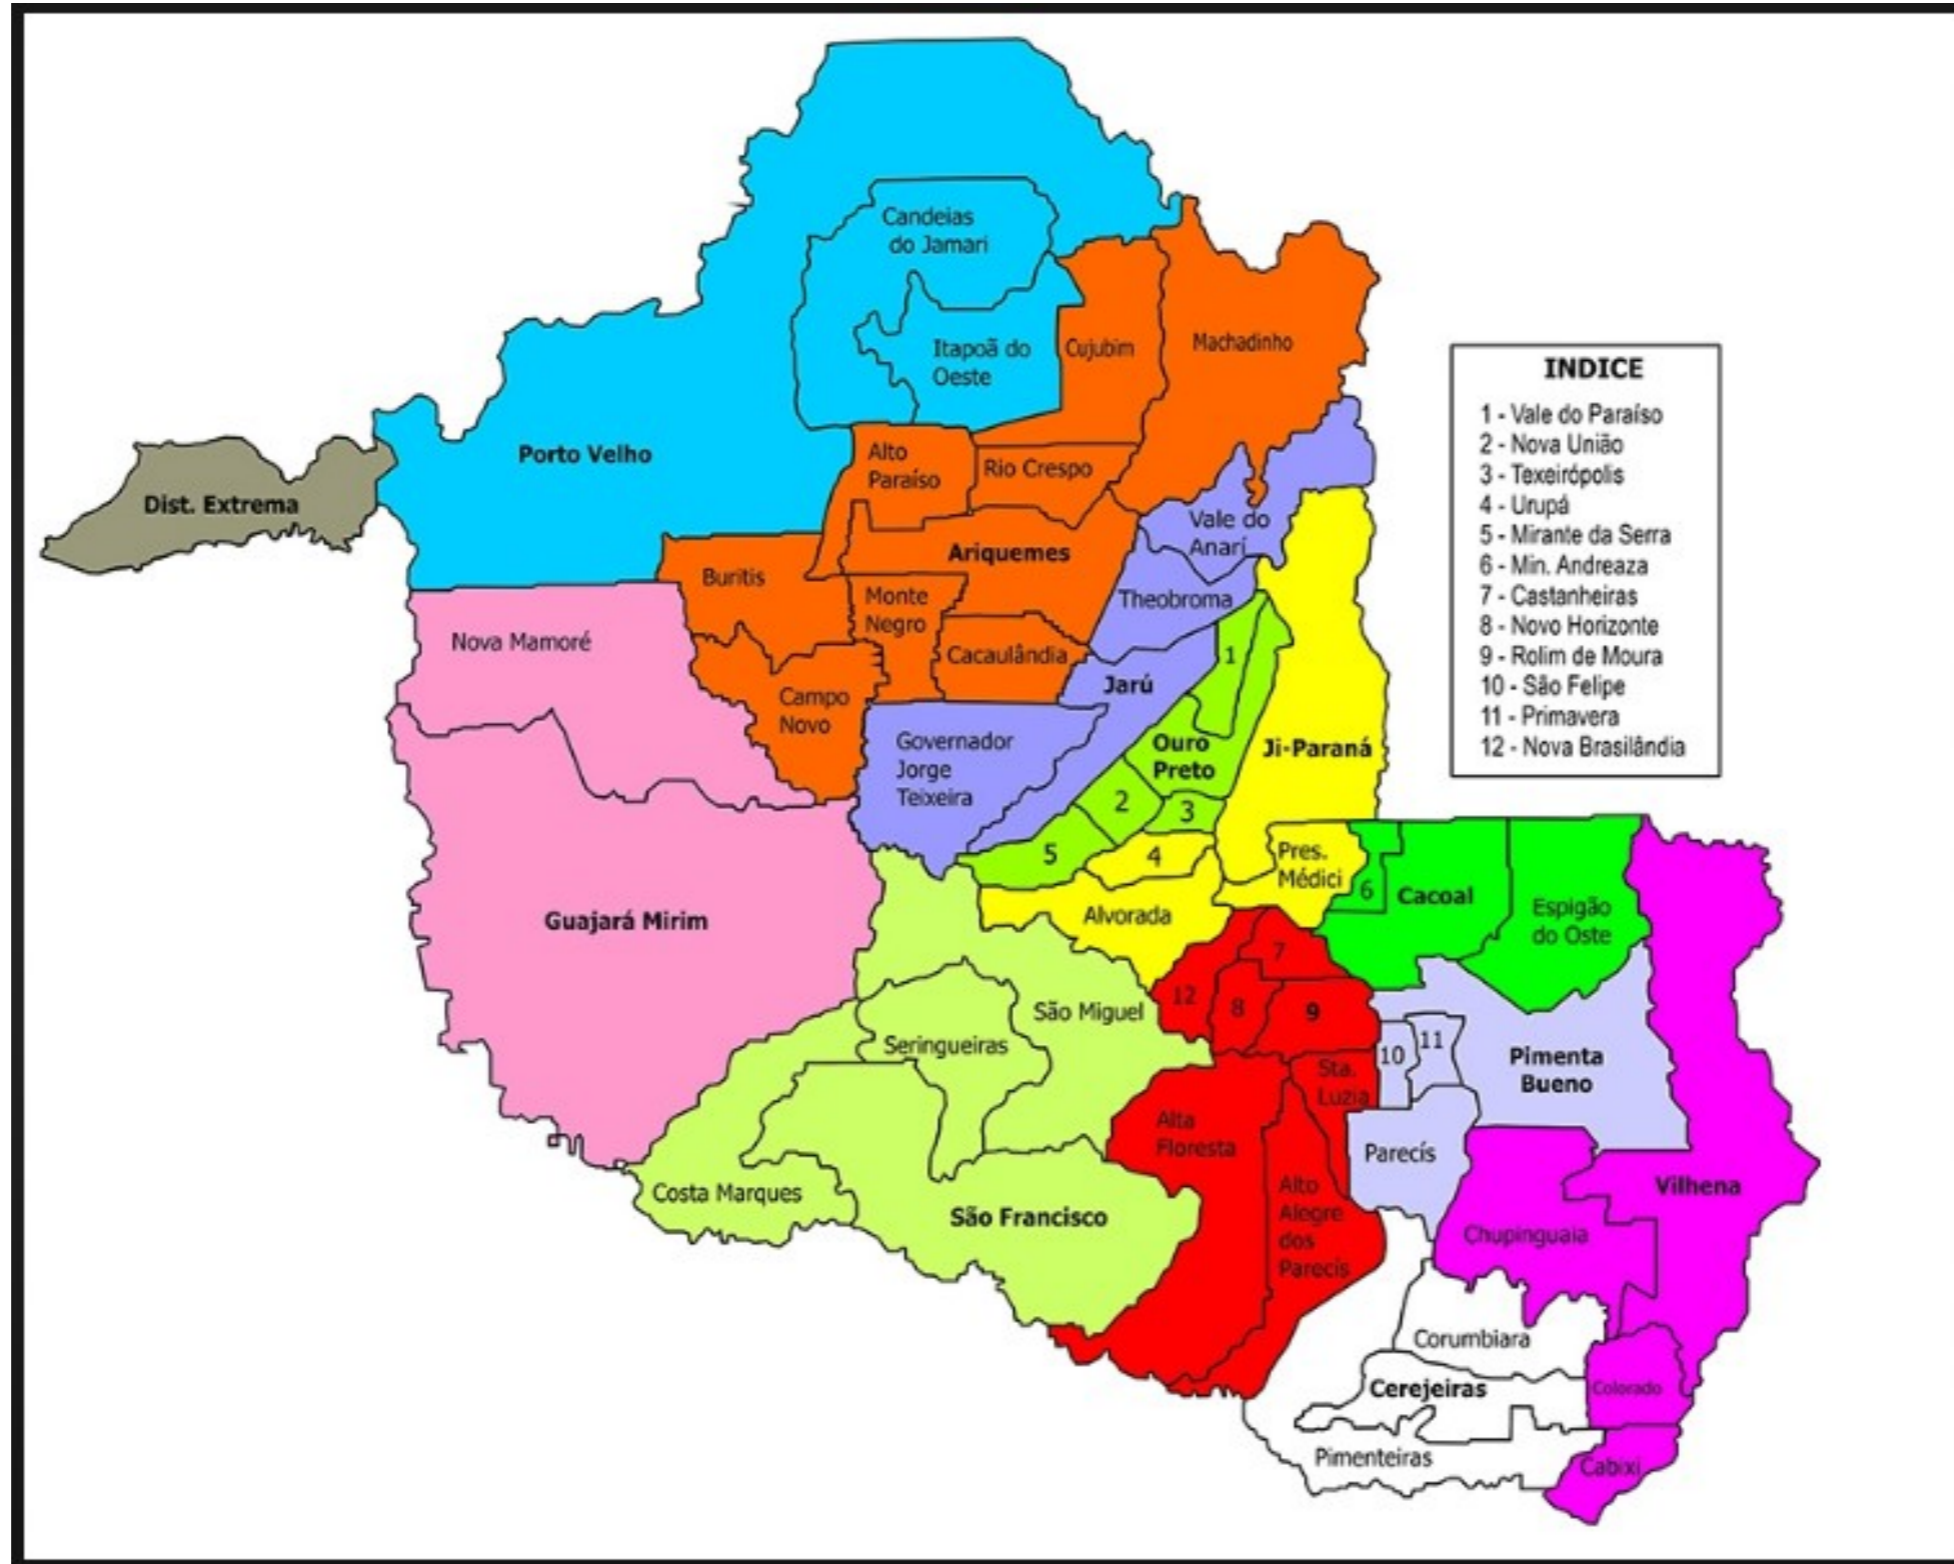 Candeias
do Jamari
Itapoã do
Oeste
Cujubim
Machadinho
Porto Velho
Dist. Extrema
Alto
Paraíso
Rio Crespo
Ariquemes
Vale do
Anarí
Buritis
Monte
Negro
Theobroma
Nova Mamoré
Cacaulândia
Jarú
1
Campo
Novo
Governador
Jorge
Teixeira
Ouro
Preto
Ji-Paraná
2
3
5
4
Pres.
Médici
6
Cacoal
Espigão
do Oste
Guajará Mirim
Alvorada
7
12
8
9
São Miguel
Seringueiras
10
11
Pimenta
Bueno
Sta.
Luzia
Alta
Floresta
Parecís
Costa Marques
São Francisco
Alto
Alegre
dos
Parecís
Vilhena
Chupinguaia
Corumbiara
Cerejeiras
Colorado
Pimenteiras
Cabixi
INDICE
1 - Vale do Paraíso
2 - Nova União
3 - Texeirópolis
4 - Urupá
5 - Mirante da Serra
6 - Min. Andreaza
7 - Castanheiras
8 - Novo Horizonte
9 - Rolim de Moura
10 - São Felipe
11 - Primavera
12 - Nova Brasilândia